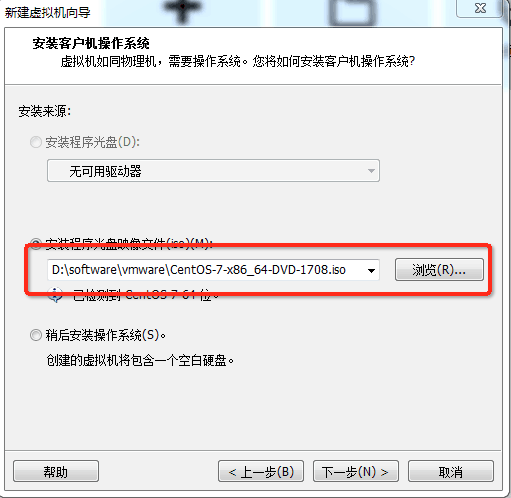 新建虚拟机向导
安装客户机操作系统
虚拟机如同物理机，需要操作系统。您将如何安装客户机操作系统?
安装来源:
安装程序光盘(D):
无可用驱动器
安装程序光盘映像文件(iso)(M):
D:\software\vmware\CentOS-7-x86_64-DVD-1708.iso
浏览(R)...
已检测到 CentOS 7 64 位。
稍后安装操作系统(S)。
创建的虚拟机将包含一个空白硬盘。
帮助
< 上一步(B)
下一步(N) >
取消